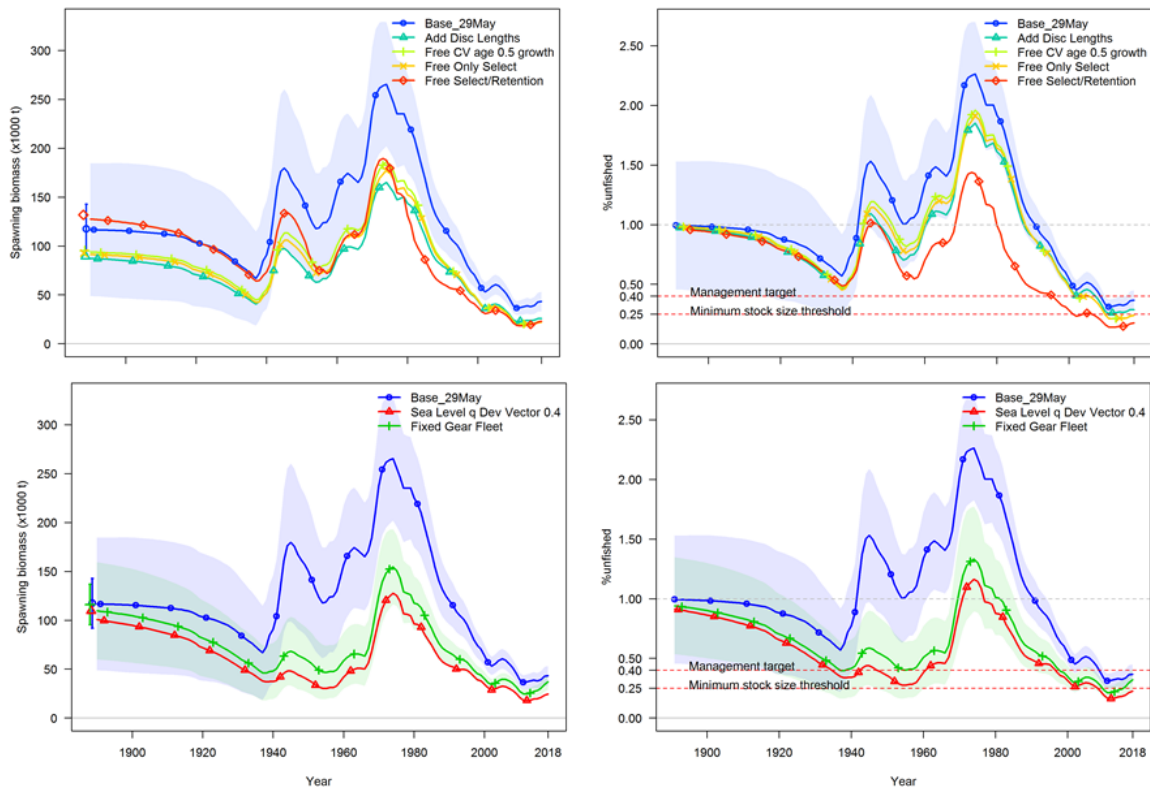 Spawning biomass (x1000 t)
300
250
200
150
100
50
0
Base_29May
Add Disc Lengths
Free CV age 0.5 growth
Free Only Select
Free Select/Retention
%unfished
2.50
2.00
1.50
1.00
0.50
0.40
0.25
0.00
Base_29May
Add Disc Lengths
Free CV age 0.5 growth
Free Only Select
Free Select/Retention
Management target
Minimum stock size threshold
Spawning biomass (x1000 t)
300
250
200
150
100
50
0
Base_29May
Sea Level q Dev Vector 0.4
Fixed Gear Fleet
1900 1920 1940 1960 1980 2000 2018
Year
%unfished
2.50
2.00
1.50
1.00
0.50
0.40
0.25
0.00
Base_29May
Sea Level q Dev Vector 0.4
Fixed Gear Fleet
Management target
Minimum stock size threshold
1900 1920 1940 1960 1980 2000 2018
Year